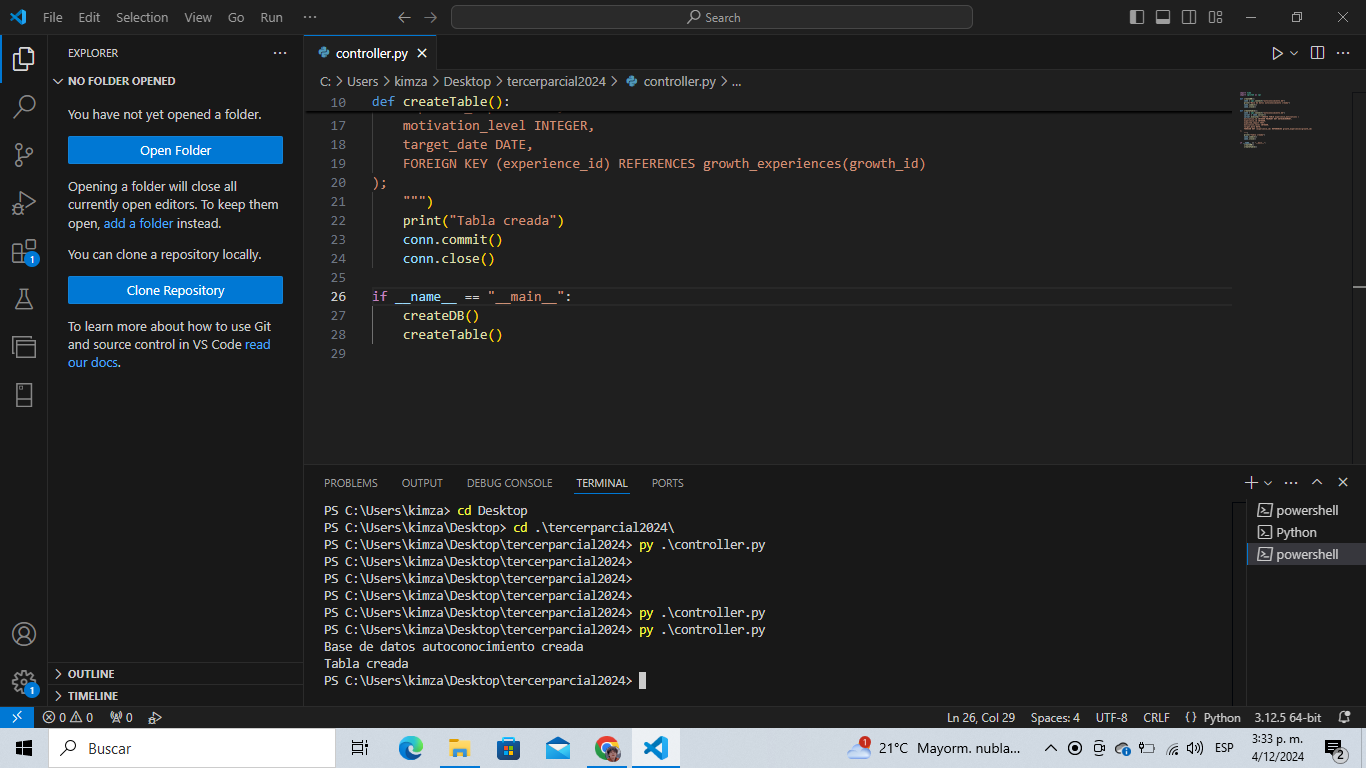 File Edit Selection View Go Run ··· Search
EXPLORER ···
NO FOLDER OPENED
You have not yet opened a folder.
Open Folder
Opening a folder will close all
currently open editors. To keep them
open, add a folder instead.
You can clone a repository locally.
Clone Repository
To learn more about how to use Git
and source control in VS Code read
our docs.
OUTLINE
TIMELINE
1
1
controller.py
C: > Users > kimza > Desktop > tercerparcial2024 > controller.py > ...
10 def createTable():
17 motivation_level INTEGER,
18 target_date DATE,
19 FOREIGN KEY (experience_id) REFERENCES growth_experiences(growth_id)
20 );
21 """)
22 print("Tabla creada")
23 conn.commit()
24 conn.close()
25
26 if __name__ == "__main__":
27 createDB()
28 createTable()
29
PROBLEMS OUTPUT DEBUG CONSOLE TERMINAL PORTS
PS C:\Users\kimza> cd Desktop
PS C:\Users\kimza\Desktop> cd .\tercerparcial2024\
PS C:\Users\kimza\Desktop\tercerparcial2024> py .\controller.py
PS C:\Users\kimza\Desktop\tercerparcial2024>
PS C:\Users\kimza\Desktop\tercerparcial2024>
PS C:\Users\kimza\Desktop\tercerparcial2024>
PS C:\Users\kimza\Desktop\tercerparcial2024> py .\controller.py
PS C:\Users\kimza\Desktop\tercerparcial2024> py .\controller.py
Base de datos autoconocimiento creada
Tabla creada
PS C:\Users\kimza\Desktop\tercerparcial2024>
powershell
Python
powershell
0 0 0 Ln 26, Col 29 Spaces: 4 UTF-8 CRLF {} Python 3.12.5 64-bit
Buscar 1 21°C Mayorm. nubla... ESP 3:33 p. m.
4/12/2024 2